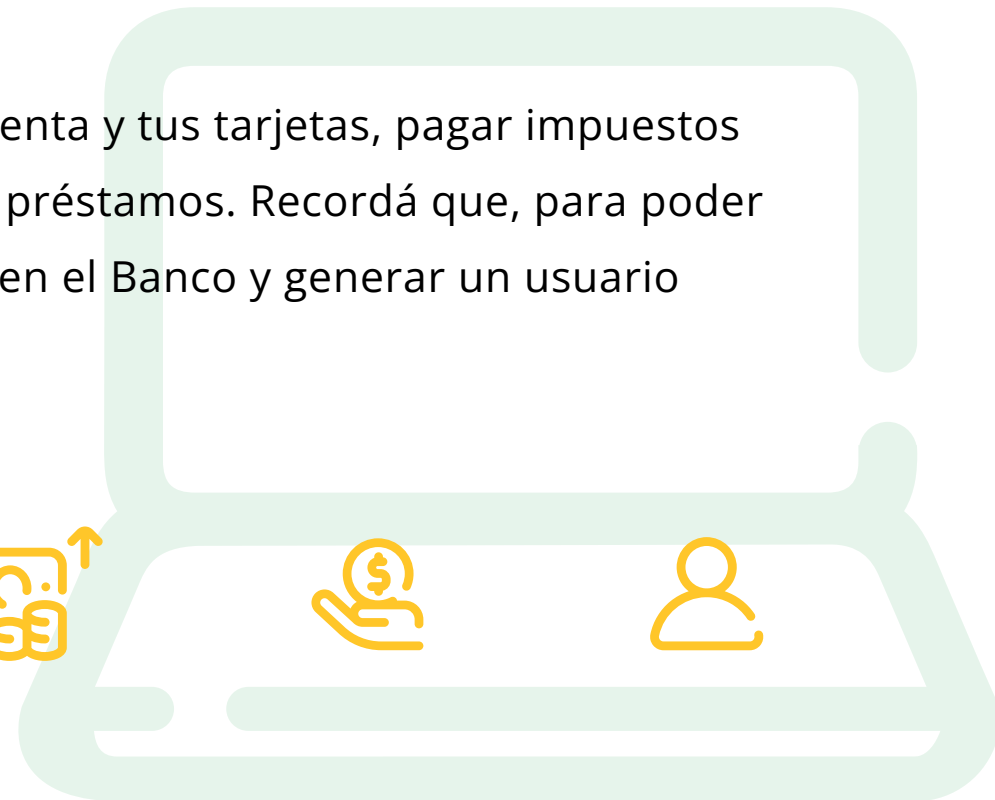 enta y tus tarjetas, pagar impuestos
préstamos. Recordá que, para poder
en el Banco y generar un usuario